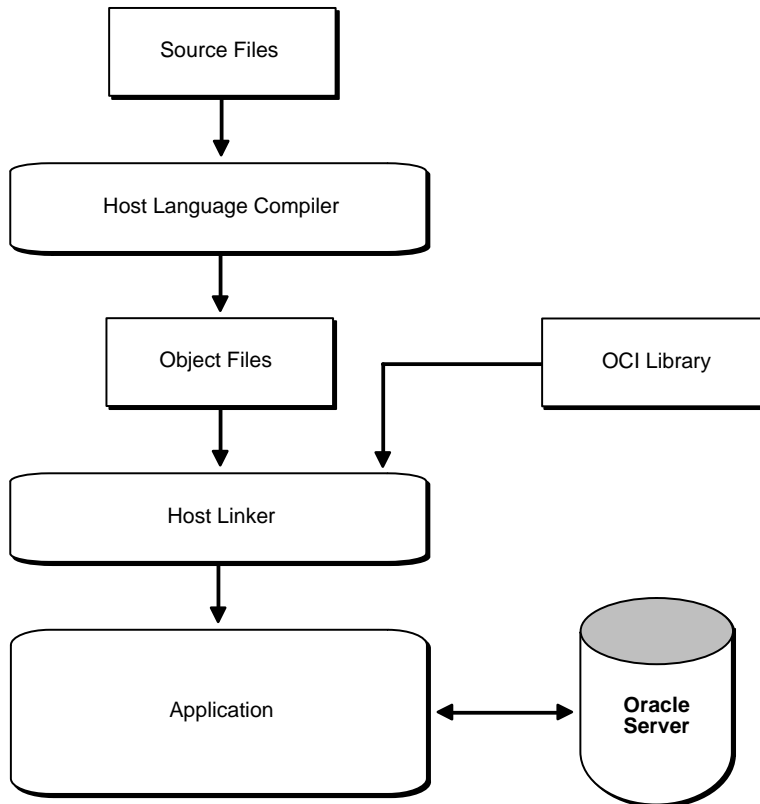 Source Files
Host Language Compiler
Object Files
OCI Library
Host Linker
Application
Oracle
Server